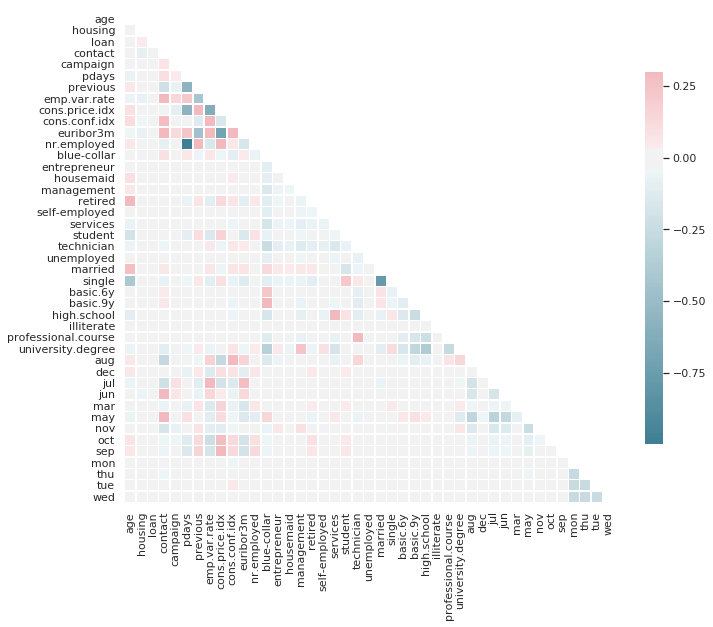 age
housing
loan
contact
campaign
pdays
previous
emp.var.rate
cons.price.idx
cons.conf.idx
euribor3m
nr.employed
blue-collar
entrepreneur
housemaid
management
retired
self-employed
services
student
technician
unemployed
married
single
basic.6y
basic.9y
high.school
illiterate
professional.course
university.degree
aug
dec
jul
jun
mar
may
nov
oct
sep
mon
thu
tue
wed
age
housing
loan
contact
campaign
pdays
previous
emp.var.rate
cons.price.idx
cons.conf.idx
euribor3m
nr.employed
blue-collar
entrepreneur
housemaid
management
retired
self-employed
services
student
technician
unemployed
married
single
basic.6y
basic.9y
high.school
illiterate
professional.course
university.degree
aug
dec
jul
jun
mar
may
nov
oct
sep
mon
thu
tue
wed
0.25
0.00
−0.25
−0.50
−0.75